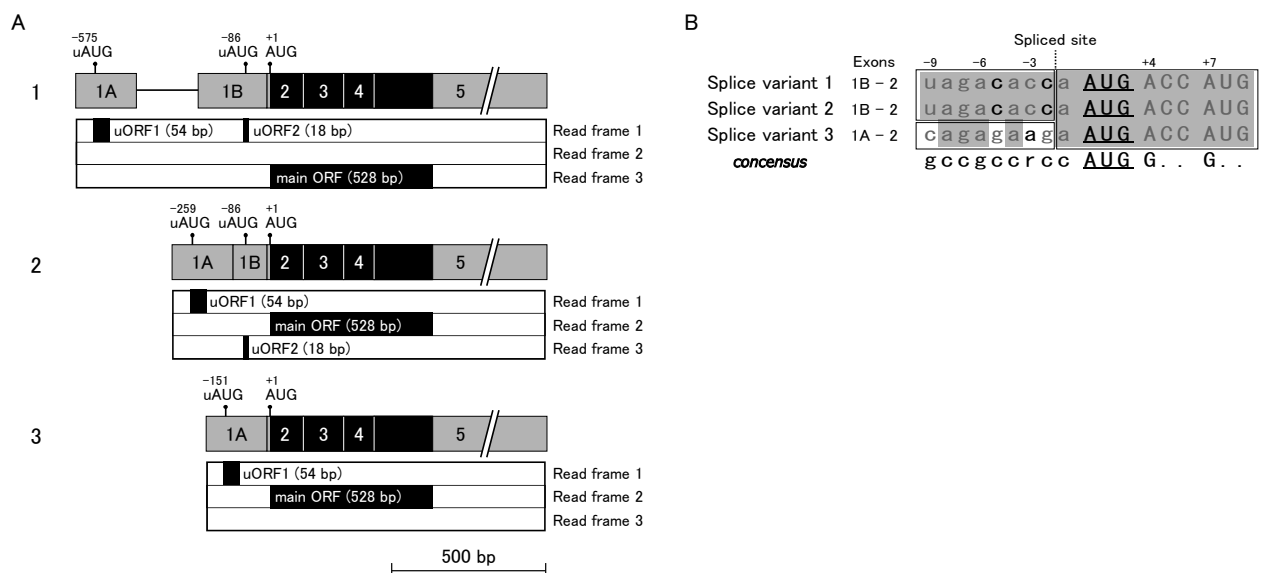 A
−575
uAUG
−86
uAUG
+1
AUG
1
1A
1B
2
3
4
5
uORF1 (54 bp)
uORF2 (18 bp)
Read frame 1
Read frame 2
main ORF (528 bp)
Read frame 3
−259
uAUG
−86
uAUG
+1
AUG
2
1A
1B
2
3
4
5
uORF1 (54 bp)
Read frame 1
main ORF (528 bp)
Read frame 2
uORF2 (18 bp)
Read frame 3
−151
uAUG
+1
AUG
3
1A
2
3
4
5
uORF1 (54 bp)
Read frame 1
main ORF (528 bp)
Read frame 2
Read frame 3
500 bp
B
Spliced site
Exons
−9 −6 −3 +4 +7
Splice variant 1 1B − 2 uagacacca AUG ACC AUG
Splice variant 2 1B − 2 uagacacca AUG ACC AUG
Splice variant 3 1A − 2 cagagaaga AUG ACC AUG
concensus gccgccrcc AUG G. . G. .